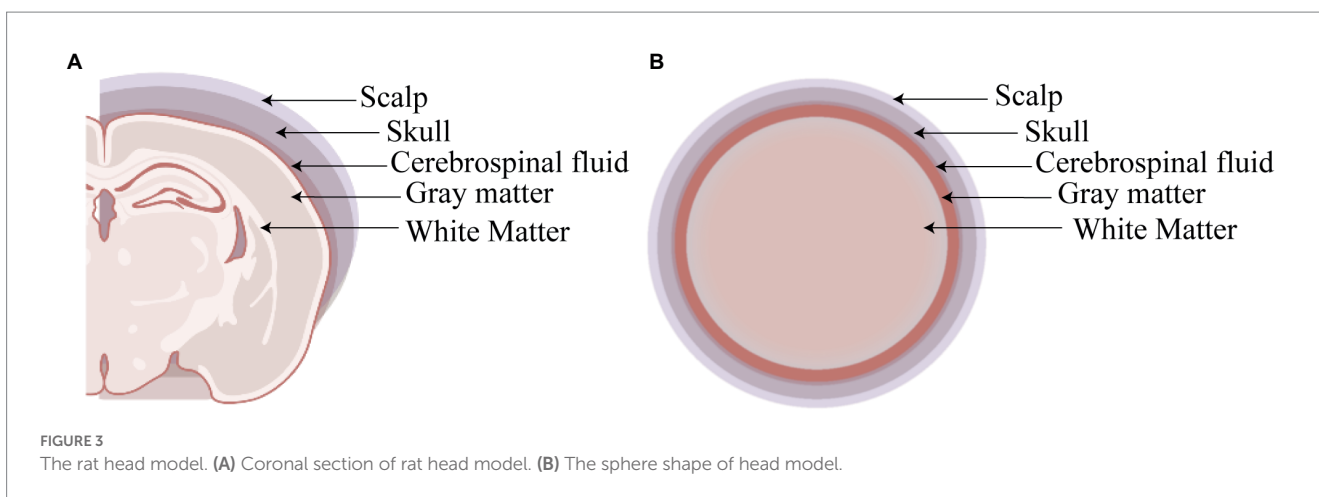 A
Scalp
Skull
Cerebrospinal fluid
Gray matter
White Matter
B
Scalp
Skull
Cerebrospinal fluid
Gray matter
White Matter
FIGURE 3
The rat head model. (A) Coronal section of rat head model. (B) The sphere shape of head model.